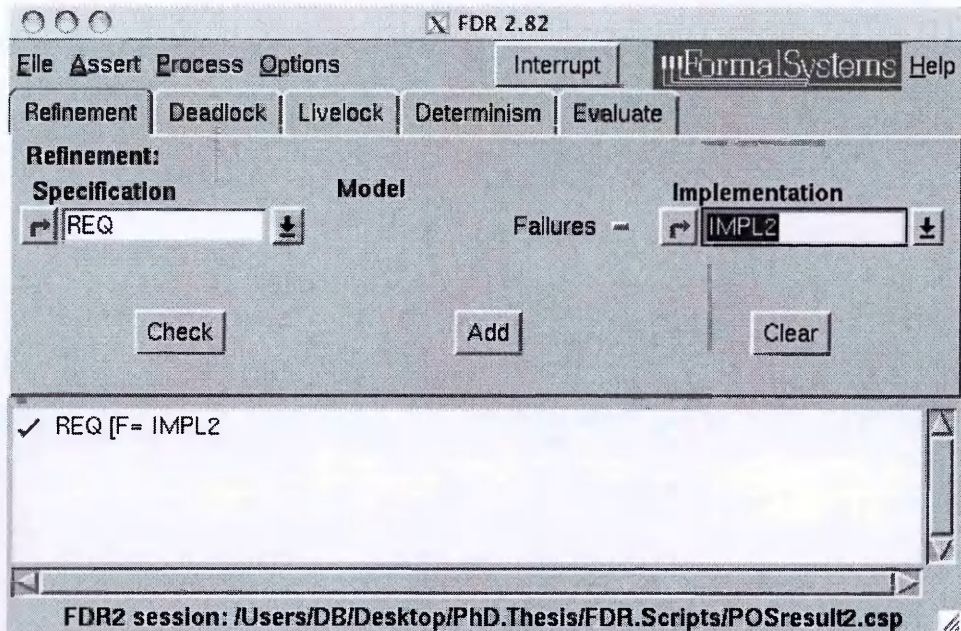 X FDR 2.82
File Assert Process Options Interrupt FormalSystems Help
Refinement Deadlock Livelock Determinism Evaluate
Refinement:
Specification Model Implementation
REQ Failures IMPL2
Check Add Clear
✓ REQ [F= IMPL2
FDR2 session: /Users/DB/Desktop/PhD.Thesis/FDR.Scripts/POSresult2.csp